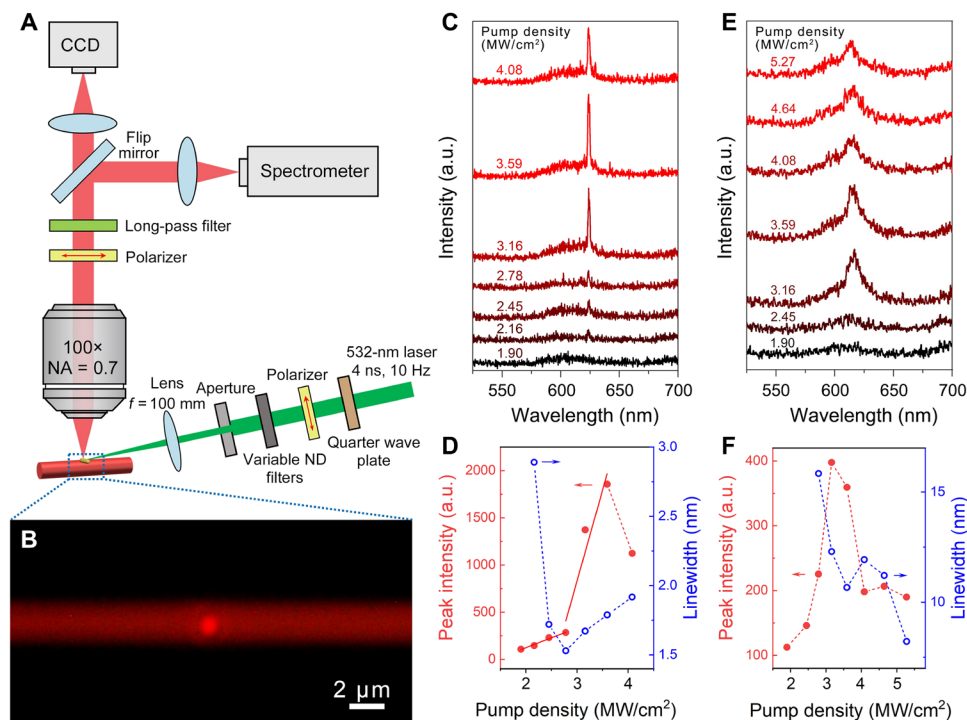 A
CCD
Flip
mirror
Spectrometer
Long-pass filter
Polarizer
100×
NA = 0.7
Lens
f = 100 mm
Aperture
Polarizer
532-nm laser
4 ns, 10 Hz
Variable ND
filters
Quarter wave
plate
B
2 μm
C
Pump density
(MW/cm²)
4.08
3.59
3.16
2.78
2.45
2.16
1.90
Intensity (a.u.)
550 600 650 700
Wavelength (nm)
E
Pump density
(MW/cm²)
5.27
4.64
4.08
3.59
3.16
2.45
1.90
Intensity (a.u.)
550 600 650 700
Wavelength (nm)
D
2000
1750
1500
1250
1000
750
500
250
0
Peak intensity (a.u.)
3.0
2.5
2.0
1.5
Linewidth (nm)
2 3 4
Pump density (MW/cm²)
F
400
300
200
100
Peak intensity (a.u.)
15
10
Linewidth (nm)
2 3 4 5
Pump density (MW/cm²)